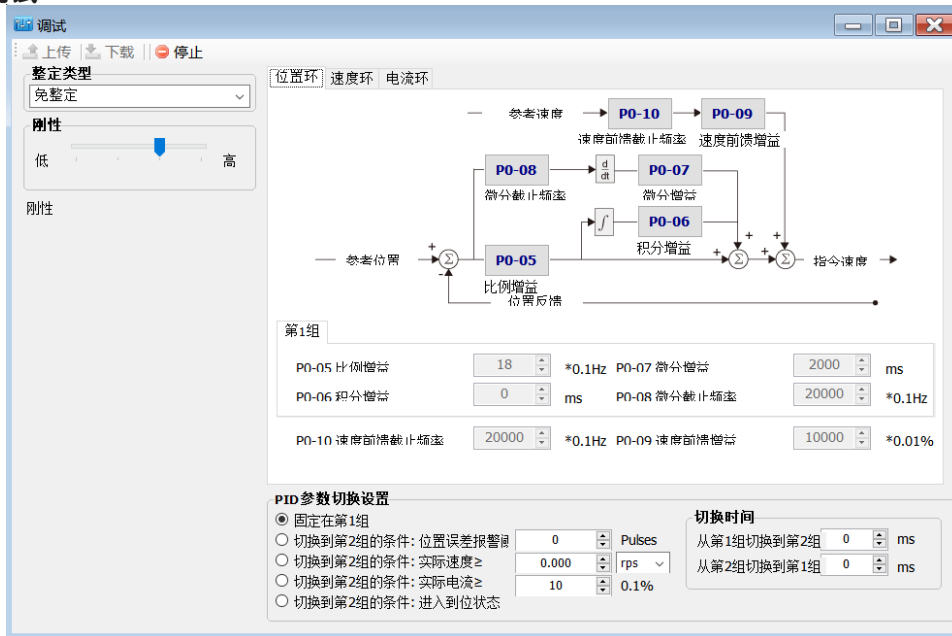 调试
上传 下载 停止
整定类型
免整定
刚性
低 高
刚性
位置环 速度环 电流环
参考速度 P0-10 P0-09
速度前馈截止频率 速度前馈增益
P0-08 d/dt P0-07
微分截止频率 微分增益
∫ P0-06
积分增益
+ +
参考位置 + Σ P0-05 + Σ + Σ 指令速度
-
比例增益
位置反馈
第1组
P0-05 比例增益 18 *0.1Hz P0-07 微分增益 2000 ms
P0-06 积分增益 0 ms P0-08 微分截止频率 20000 *0.1Hz
P0-10 速度前馈截止频率 20000 *0.1Hz P0-09 速度前馈增益 10000 *0.01%
PID参数切换设置
固定在第1组
切换到第2组的条件: 位置误差报警 0 Pulses
切换到第2组的条件: 实际速度≥ 0.000 rps
切换到第2组的条件: 实际电流≥ 10 0.1%
切换到第2组的条件: 进入到位状态
切换时间
从第1组切换到第2组 0 ms
从第2组切换到第1组 0 ms